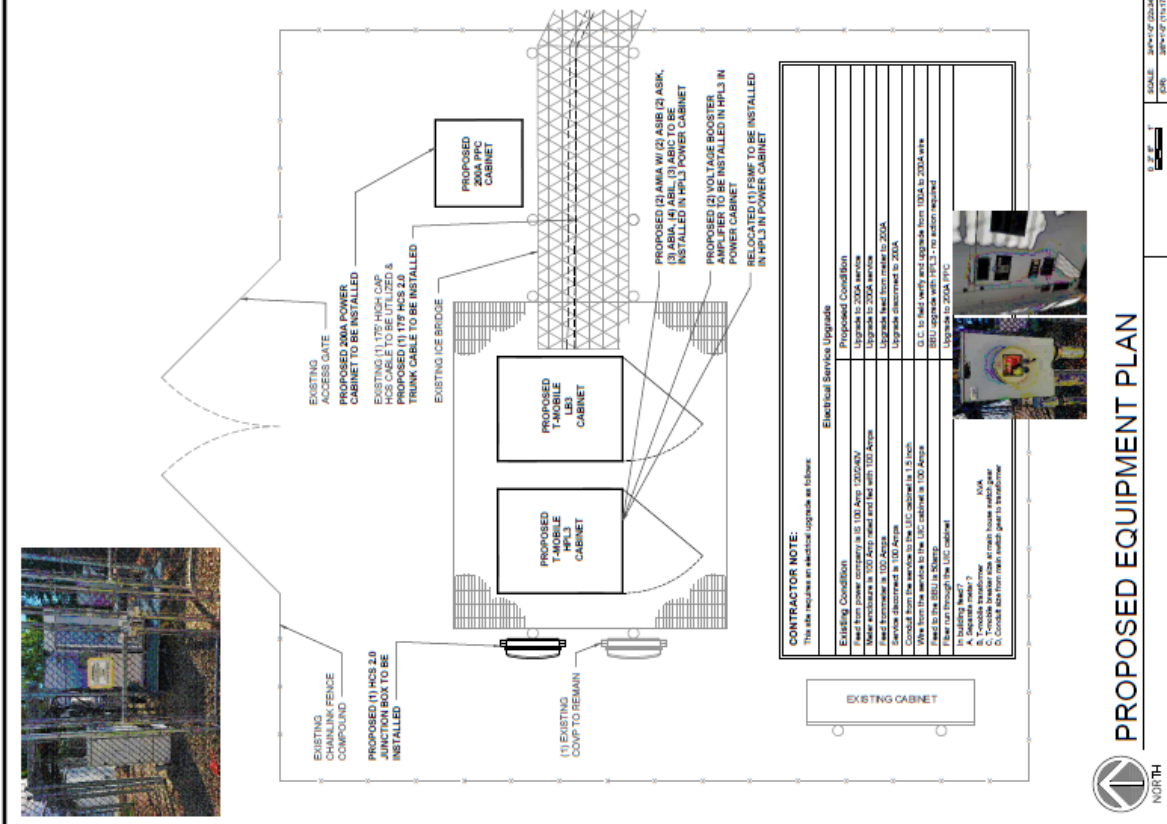 EXISTING
CHAINLINK FENCE
COMPOUND
PROPOSED (1) HCS 2.0
JUNCTION BOX TO BE
INSTALLED
(1) EXISTING
COVP TO REMAIN
EXISTING
ACCESS GATE
PROPOSED 200A POWER
CABINET TO BE INSTALLED
EXISTING (1) 175' HIGH CAP
HCS CABLE TO BE UTILIZED &
PROPOSED (1) 175' HCS 2.0
TRUNK CABLE TO BE INSTALLED
EXISTING ICE BRIDGE
PROPOSED
200A PPC
CABINET
PROPOSED
T-MOBILE
HPL3
CABINET
PROPOSED
T-MOBILE
LB3
CABINET
PROPOSED (2) AMIA W/ (2) ASIB (2) ASIK,
(3) ABIA, (4) ABIL, (3) ABIC TO BE
INSTALLED IN HPL3 POWER CABINET
PROPOSED (2) VOLTAGE BOOSTER
AMPLIFIER TO BE INSTALLED IN HPL3 IN
POWER CABINET
RELOCATED (1) FSMF TO BE INSTALLED
IN HPL3 IN POWER CABINET
EXISTING CABINET
CONTRACTOR NOTE:
This site requires an electrical upgrade as follows:
Electrical Service Upgrade
Existing Condition Proposed Condition
Feed from power company is IS 100 Amp 120/240V Upgrade to 200A service
Meter enclosure is 100 Amp rated and fed with 100 Amps Upgrade to 200A service
Feed from meter is 100 Amps Upgrade feed from meter to 200A
Service disconnect is 100 Amps Upgrade disconnect to 200A
Conduit from the service to the UIC cabinet is 1.5 inch
Wire from the service to the UIC cabinet is 100 Amps G.C. to field verify and upgrade from 100A to 200A wire
Feed to the BBU is 50amp BBU upgrade with HPL3 - no action required
Fiber run through the UIC cabinet Upgrade to 200A PPC
In building feed?
A. Separate meter?
B. T-mobile transformer KVA
C. T-mobile breaker size at main house switch gear
D. Conduit size from main switch gear to transformer
PROPOSED EQUIPMENT PLAN
NORTH
SCALE:
(OR)